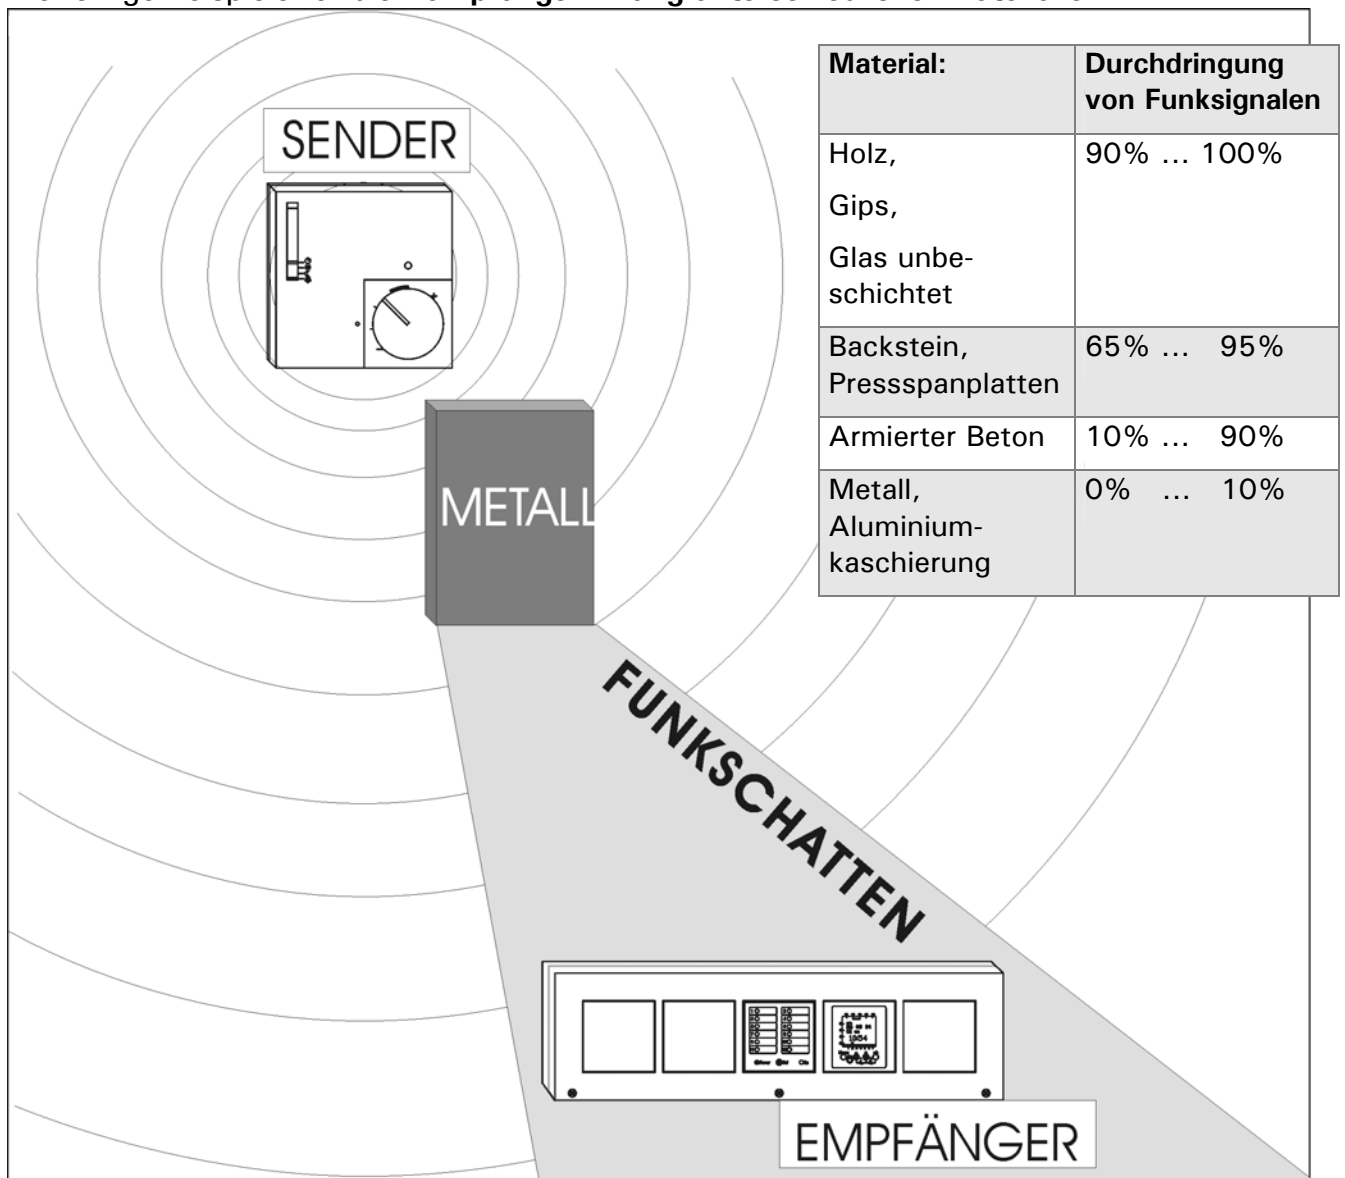 SENDER
METALL
FUNKSCHATTEN
EMPFÄNGER
Material:
Durchdringung
von Funksignalen
Holz,
90% ... 100%
Gips,
Glas unbe-
schichtet
Backstein,
65% ... 95%
Pressspanplatten
Armierter Beton
10% ... 90%
Metall,
0% ... 10%
Aluminium-
kaschierung